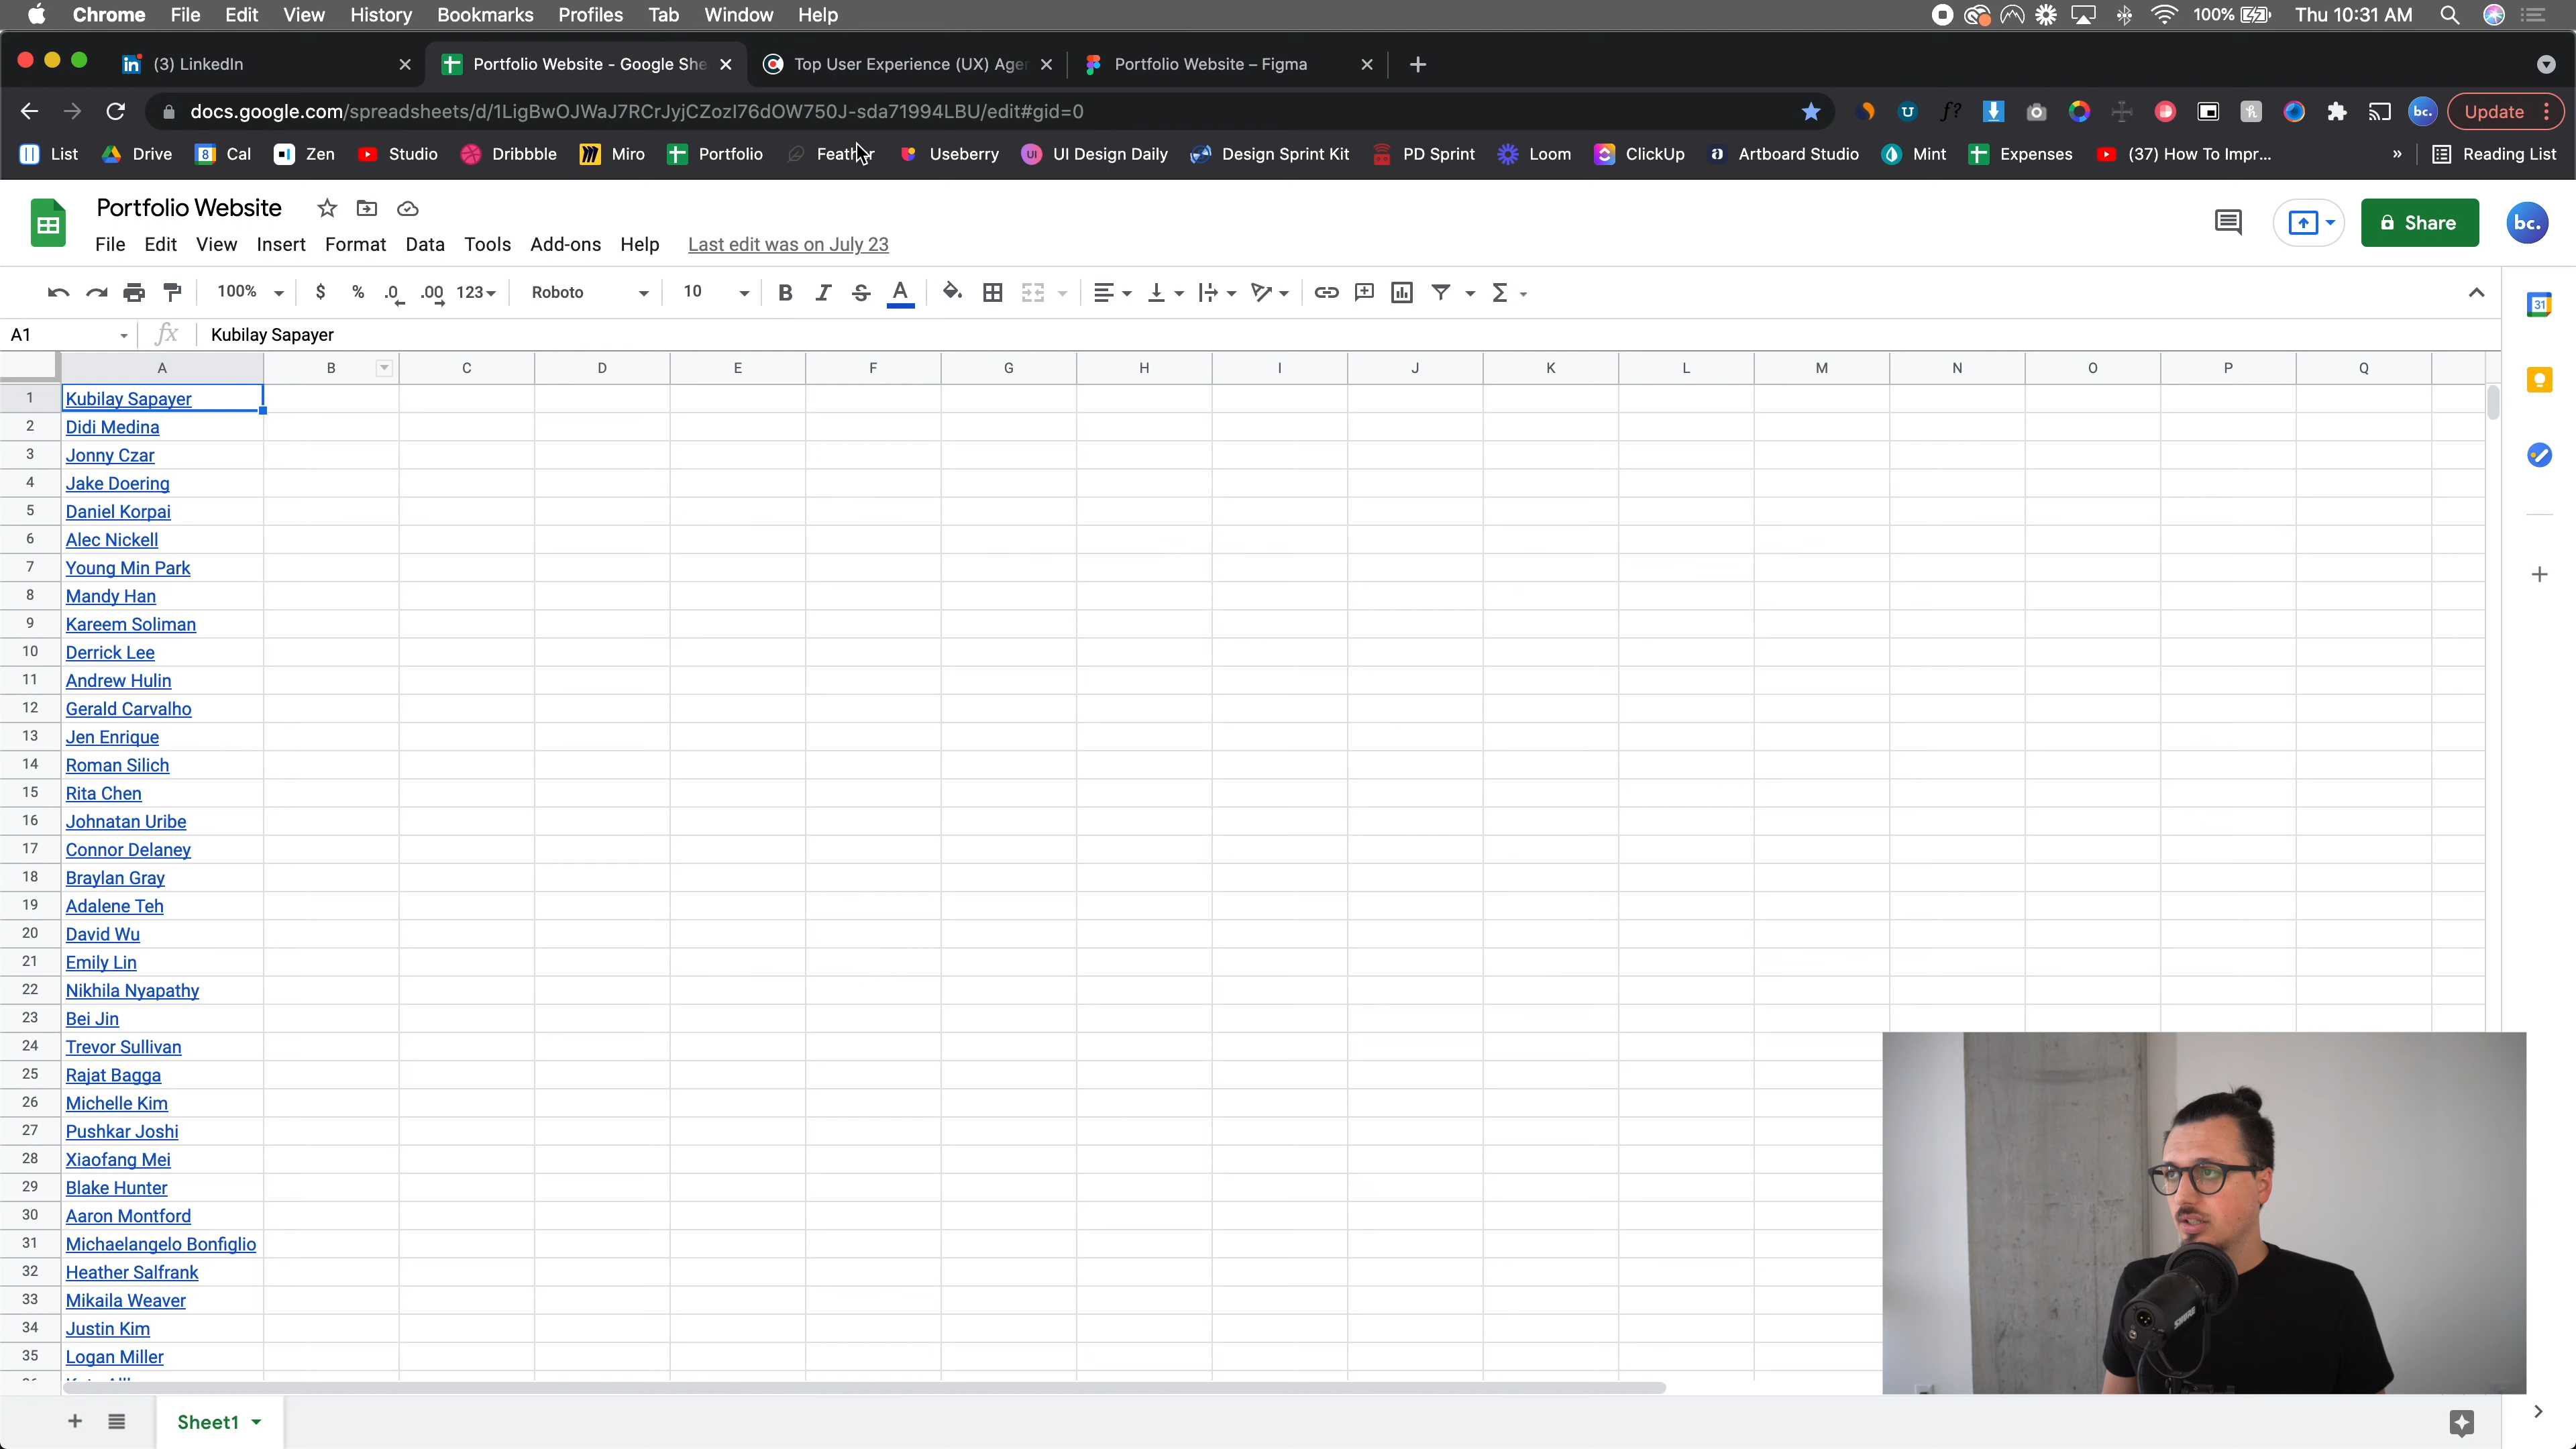 Chrome File Edit View History Bookmarks Profiles Tab Window Help 100% Thu 10:31 AM
(3) LinkedIn Portfolio Website - Google She Top User Experience (UX) Agen Portfolio Website – Figma
docs.google.com/spreadsheets/d/1LigBwOJWaJ7RCrJyjCZozI76dOW750J-sda71994LBU/edit#gid=0 bc. Update
List Drive Cal Zen Studio Dribbble Miro Portfolio Feather Useberry UI Design Daily Design Sprint Kit PD Sprint Loom ClickUp Artboard Studio Mint Expenses (37) How To Impr... » Reading List
Portfolio Website
File Edit View Insert Format Data Tools Add-ons Help Last edit was on July 23
Share bc.
100% $ % .0 .00 123 Roboto 10 B I S A Σ
31
A1 fx Kubilay Sapayer
A B C D E F G H I J K L M N O P Q
1 Kubilay Sapayer
2 Didi Medina
3 Jonny Czar
4 Jake Doering
5 Daniel Korpai
6 Alec Nickell
7 Young Min Park
8 Mandy Han
9 Kareem Soliman
10 Derrick Lee
11 Andrew Hulin
12 Gerald Carvalho
13 Jen Enrique
14 Roman Silich
15 Rita Chen
16 Johnatan Uribe
17 Connor Delaney
18 Braylan Gray
19 Adalene Teh
20 David Wu
21 Emily Lin
22 Nikhila Nyapathy
23 Bei Jin
24 Trevor Sullivan
25 Rajat Bagga
26 Michelle Kim
27 Pushkar Joshi
28 Xiaofang Mei
29 Blake Hunter
30 Aaron Montford
31 Michaelangelo Bonfiglio
32 Heather Salfrank
33 Mikaila Weaver
34 Justin Kim
35 Logan Miller
SHURE
Sheet1